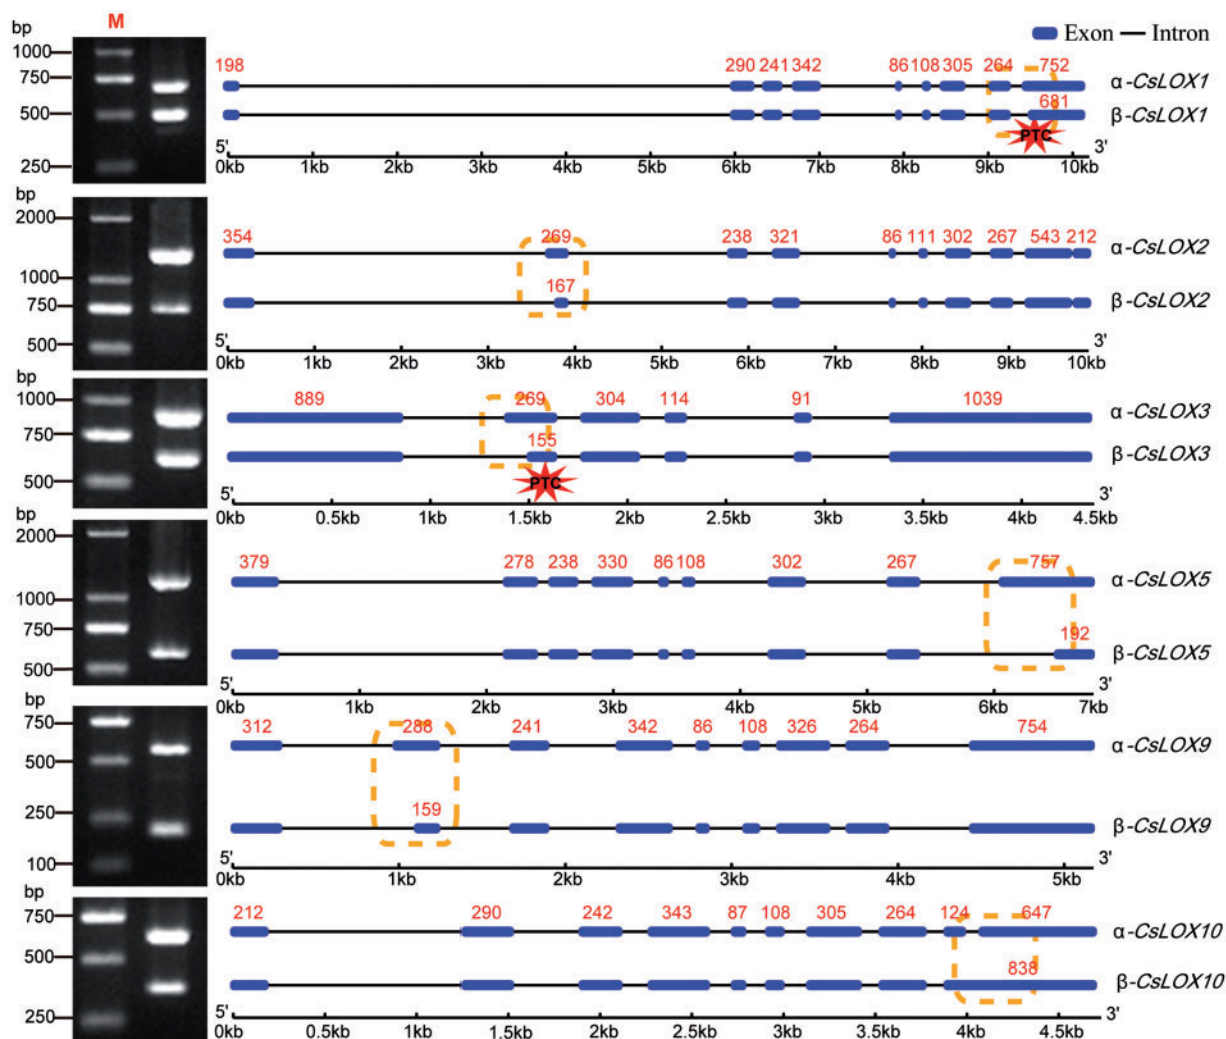 bp M Exon Intron
1000
750
500
250
198 290 241 342 86 108 305 264 752
α-CsLOX1
681
β-CsLOX1
PTC
5' 3'
0kb 1kb 2kb 3kb 4kb 5kb 6kb 7kb 8kb 9kb 10kb
bp
2000
1000
750
500
354 269 238 321 86 111 302 267 543 212
α-CsLOX2
167
β-CsLOX2
5' 3'
0kb 1kb 2kb 3kb 4kb 5kb 6kb 7kb 8kb 9kb 10kb
bp
1000
750
500
889 269 304 114 91 1039
α-CsLOX3
155
β-CsLOX3
PTC
5' 3'
0kb 0.5kb 1kb 1.5kb 2kb 2.5kb 3kb 3.5kb 4kb 4.5kb
bp
2000
1000
750
500
379 278 238 330 86 108 302 267 757
α-CsLOX5
192
β-CsLOX5
5' 3'
0kb 1kb 2kb 3kb 4kb 5kb 6kb 7kb
bp
750
500
250
100
312 288 241 342 86 108 326 264 754
α-CsLOX9
159
β-CsLOX9
5' 3'
0kb 1kb 2kb 3kb 4kb 5kb
bp
750
500
250
212 290 242 343 87 108 305 264 124 647
α-CsLOX10
838
β-CsLOX10
5' 3'
0kb 0.5kb 1kb 1.5kb 2kb 2.5kb 3kb 3.5kb 4kb 4.5kb